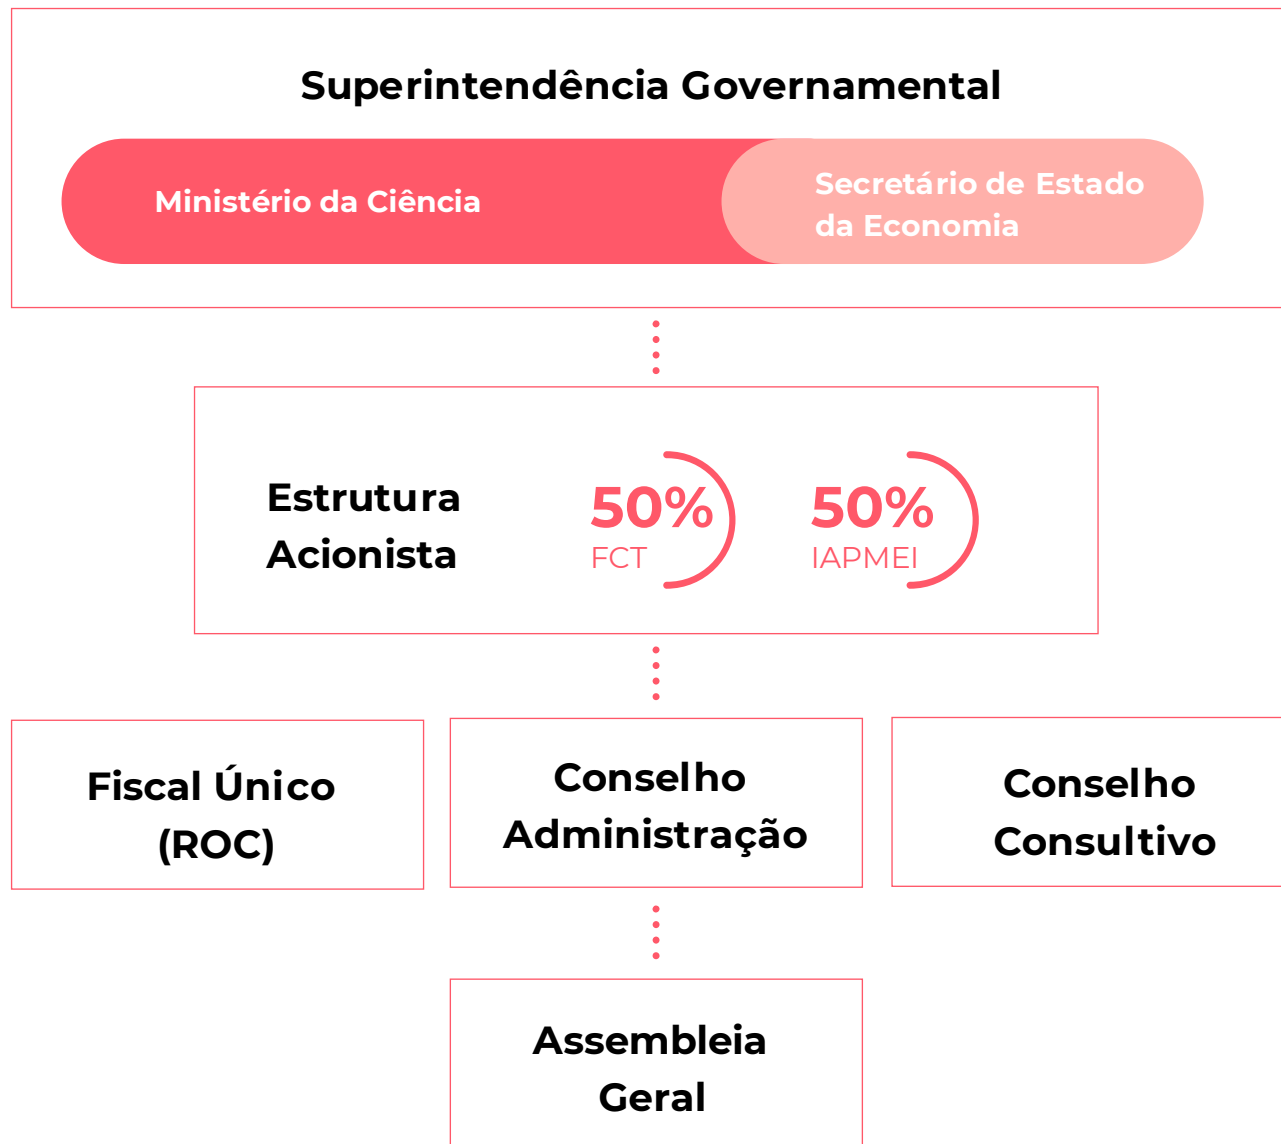 Superintendência Governamental
Ministério da Ciência
Secretário de Estado
da Economia
Estrutura
Acionista
50%
FCT
50%
IAPMEI
Fiscal Único
(ROC)
Conselho
Administração
Conselho
Consultivo
Assembleia
Geral